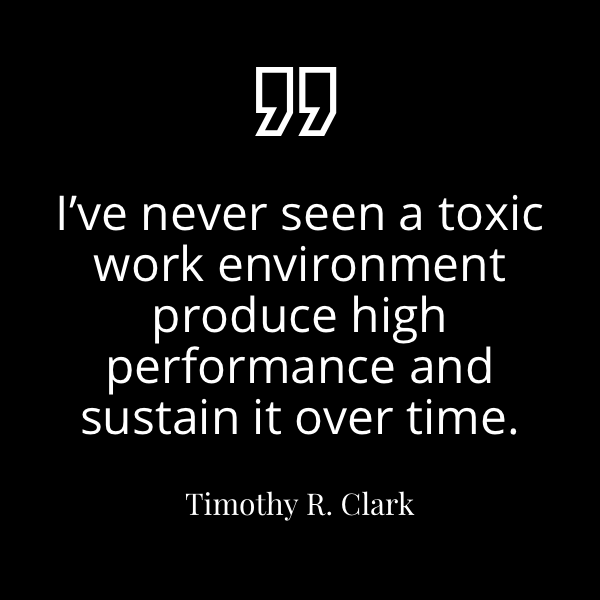 I’ve never seen a toxic
work environment
produce high
performance and
sustain it over time.
Timothy R. Clark